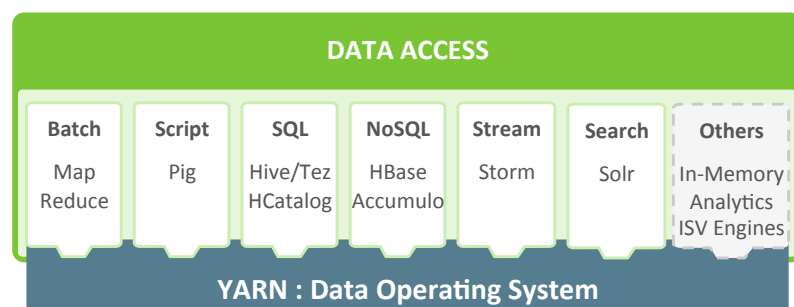 DATA ACCESS
Batch
Map
Reduce
Script
Pig
SQL
Hive/Tez
HCatalog
NoSQL
HBase
Accumulo
Stream
Storm
Search
Solr
Others
In-Memory
Analytics
ISV Engines
YARN : Data Operating System